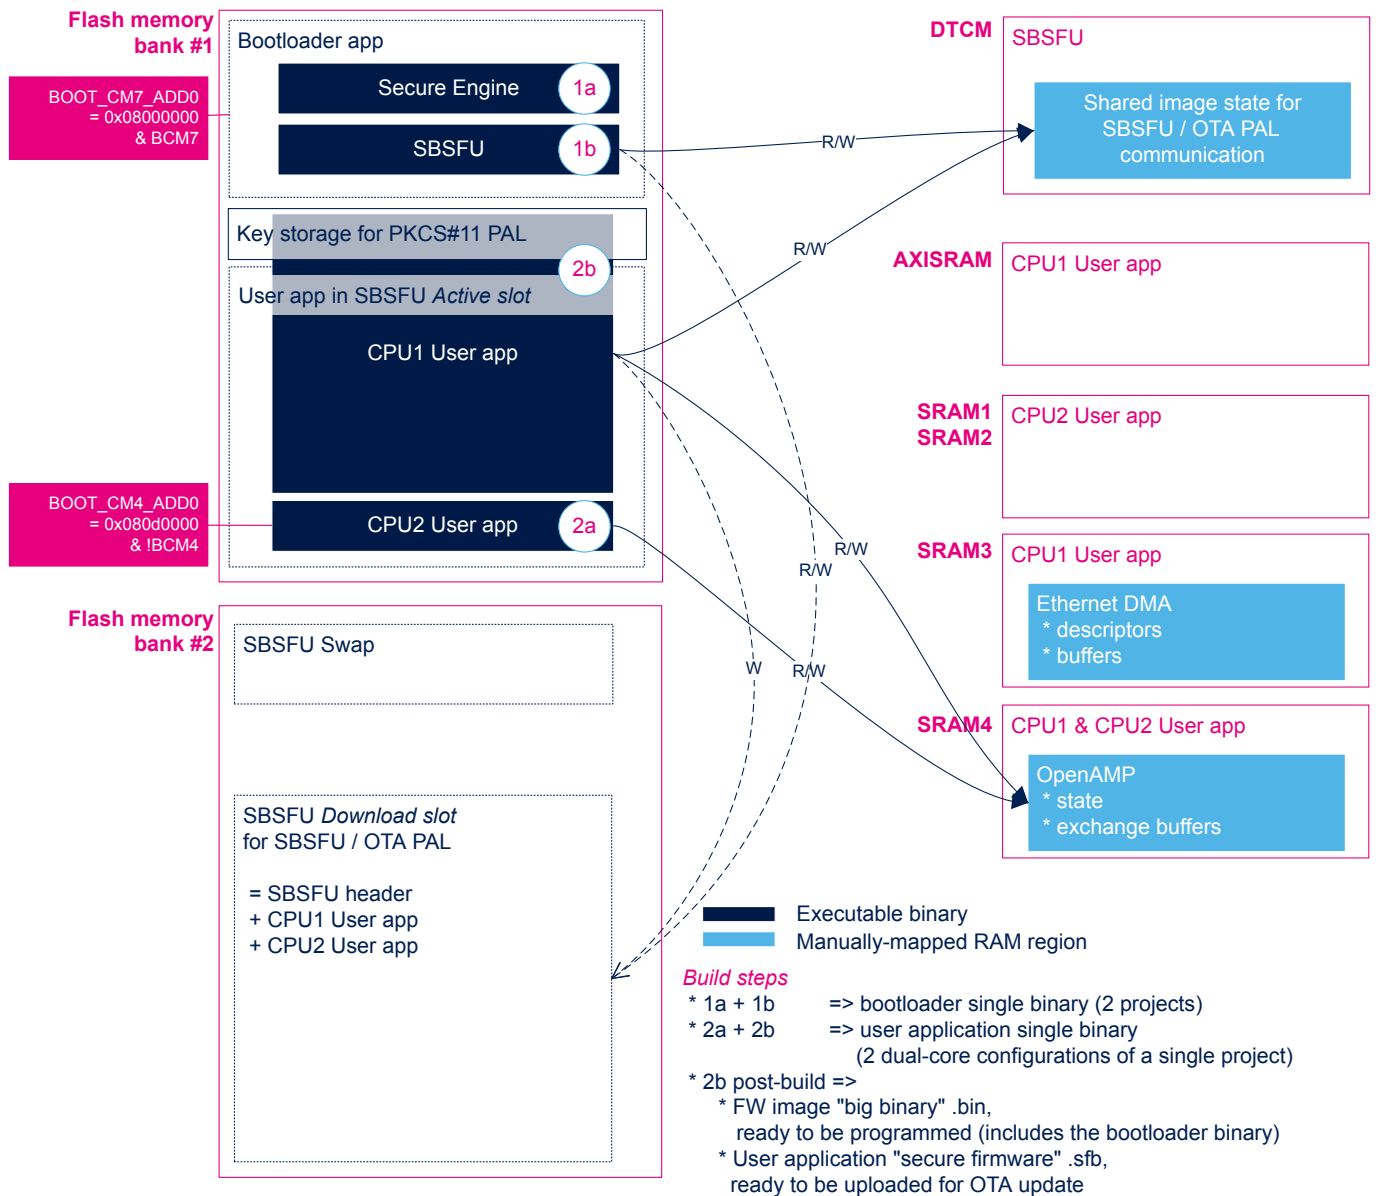 Flash memory
bank #1
BOOT_CM7_ADD0
= 0x08000000
& BCM7
Bootloader app
Secure Engine
1a
SBSFU
1b
Key storage for PKCS#11 PAL
2b
User app in SBSFU Active slot
CPU1 User app
BOOT_CM4_ADD0
= 0x080d0000
& !BCM4
CPU2 User app
2a
Flash memory
bank #2
SBSFU Swap
SBSFU Download slot
for SBSFU / OTA PAL
= SBSFU header
+ CPU1 User app
+ CPU2 User app
R/W
R/W
R/W
R/W
W
R/W
DTCM
SBSFU
Shared image state for
SBSFU / OTA PAL
communication
AXISRAM
CPU1 User app
SRAM1
SRAM2
CPU2 User app
SRAM3
CPU1 User app
Ethernet DMA
* descriptors
* buffers
SRAM4
CPU1 & CPU2 User app
OpenAMP
* state
* exchange buffers
Executable binary
Manually-mapped RAM region
Build steps
* 1a + 1b => bootloader single binary (2 projects)
* 2a + 2b => user application single binary
(2 dual-core configurations of a single project)
* 2b post-build =>
* FW image "big binary" .bin,
ready to be programmed (includes the bootloader binary)
* User application "secure firmware" .sfb,
ready to be uploaded for OTA update